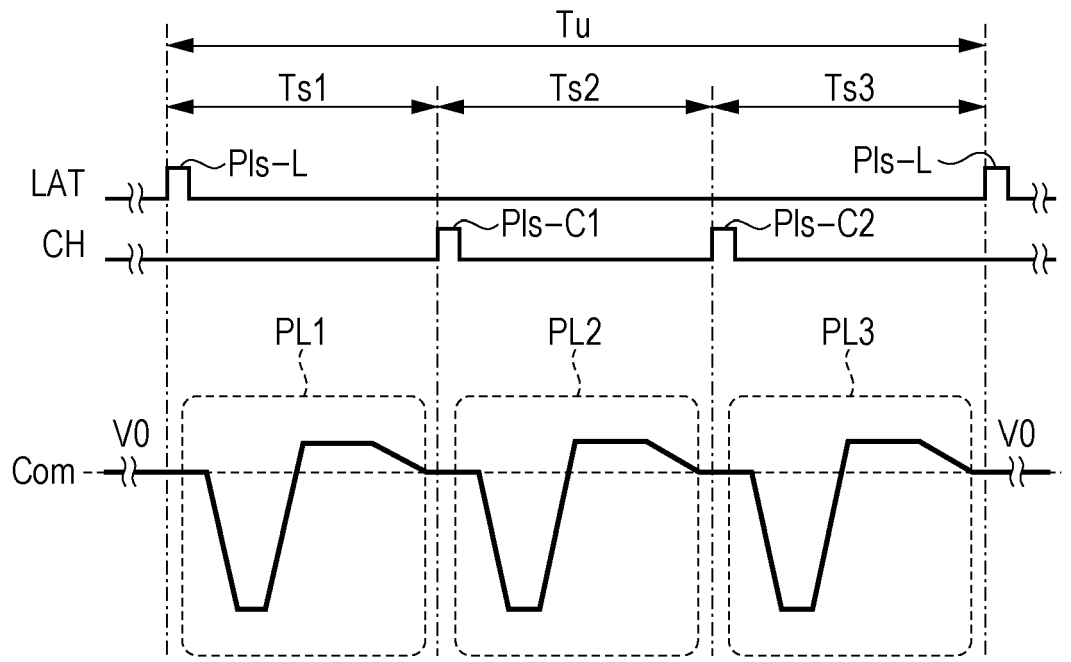 Tu
Ts1 Ts2 Ts3
LAT Pls-L Pls-L
CH Pls-C1 Pls-C2
PL1 PL2 PL3
V0 V0
Com